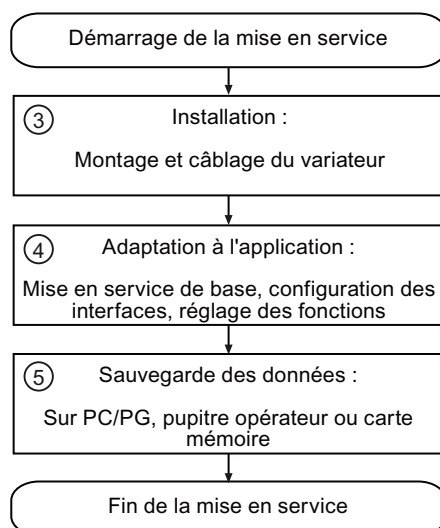 Démarrage de la mise en service
③ Installation :
Montage et câblage du variateur
④ Adaptation à l'application :
Mise en service de base, configuration des
interfaces, réglage des fonctions
⑤ Sauvegarde des données :
Sur PC/PG, pupitre opérateur ou carte
mémoire
Fin de la mise en service